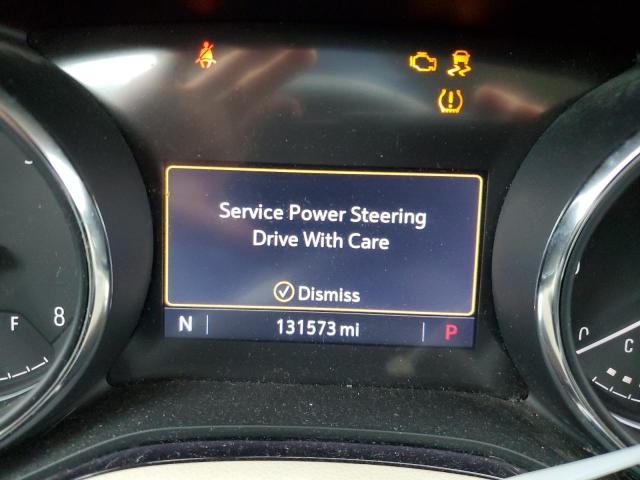 Service Power Steering
Drive With Care
Dismiss
N 131573 mi P
F 8
C